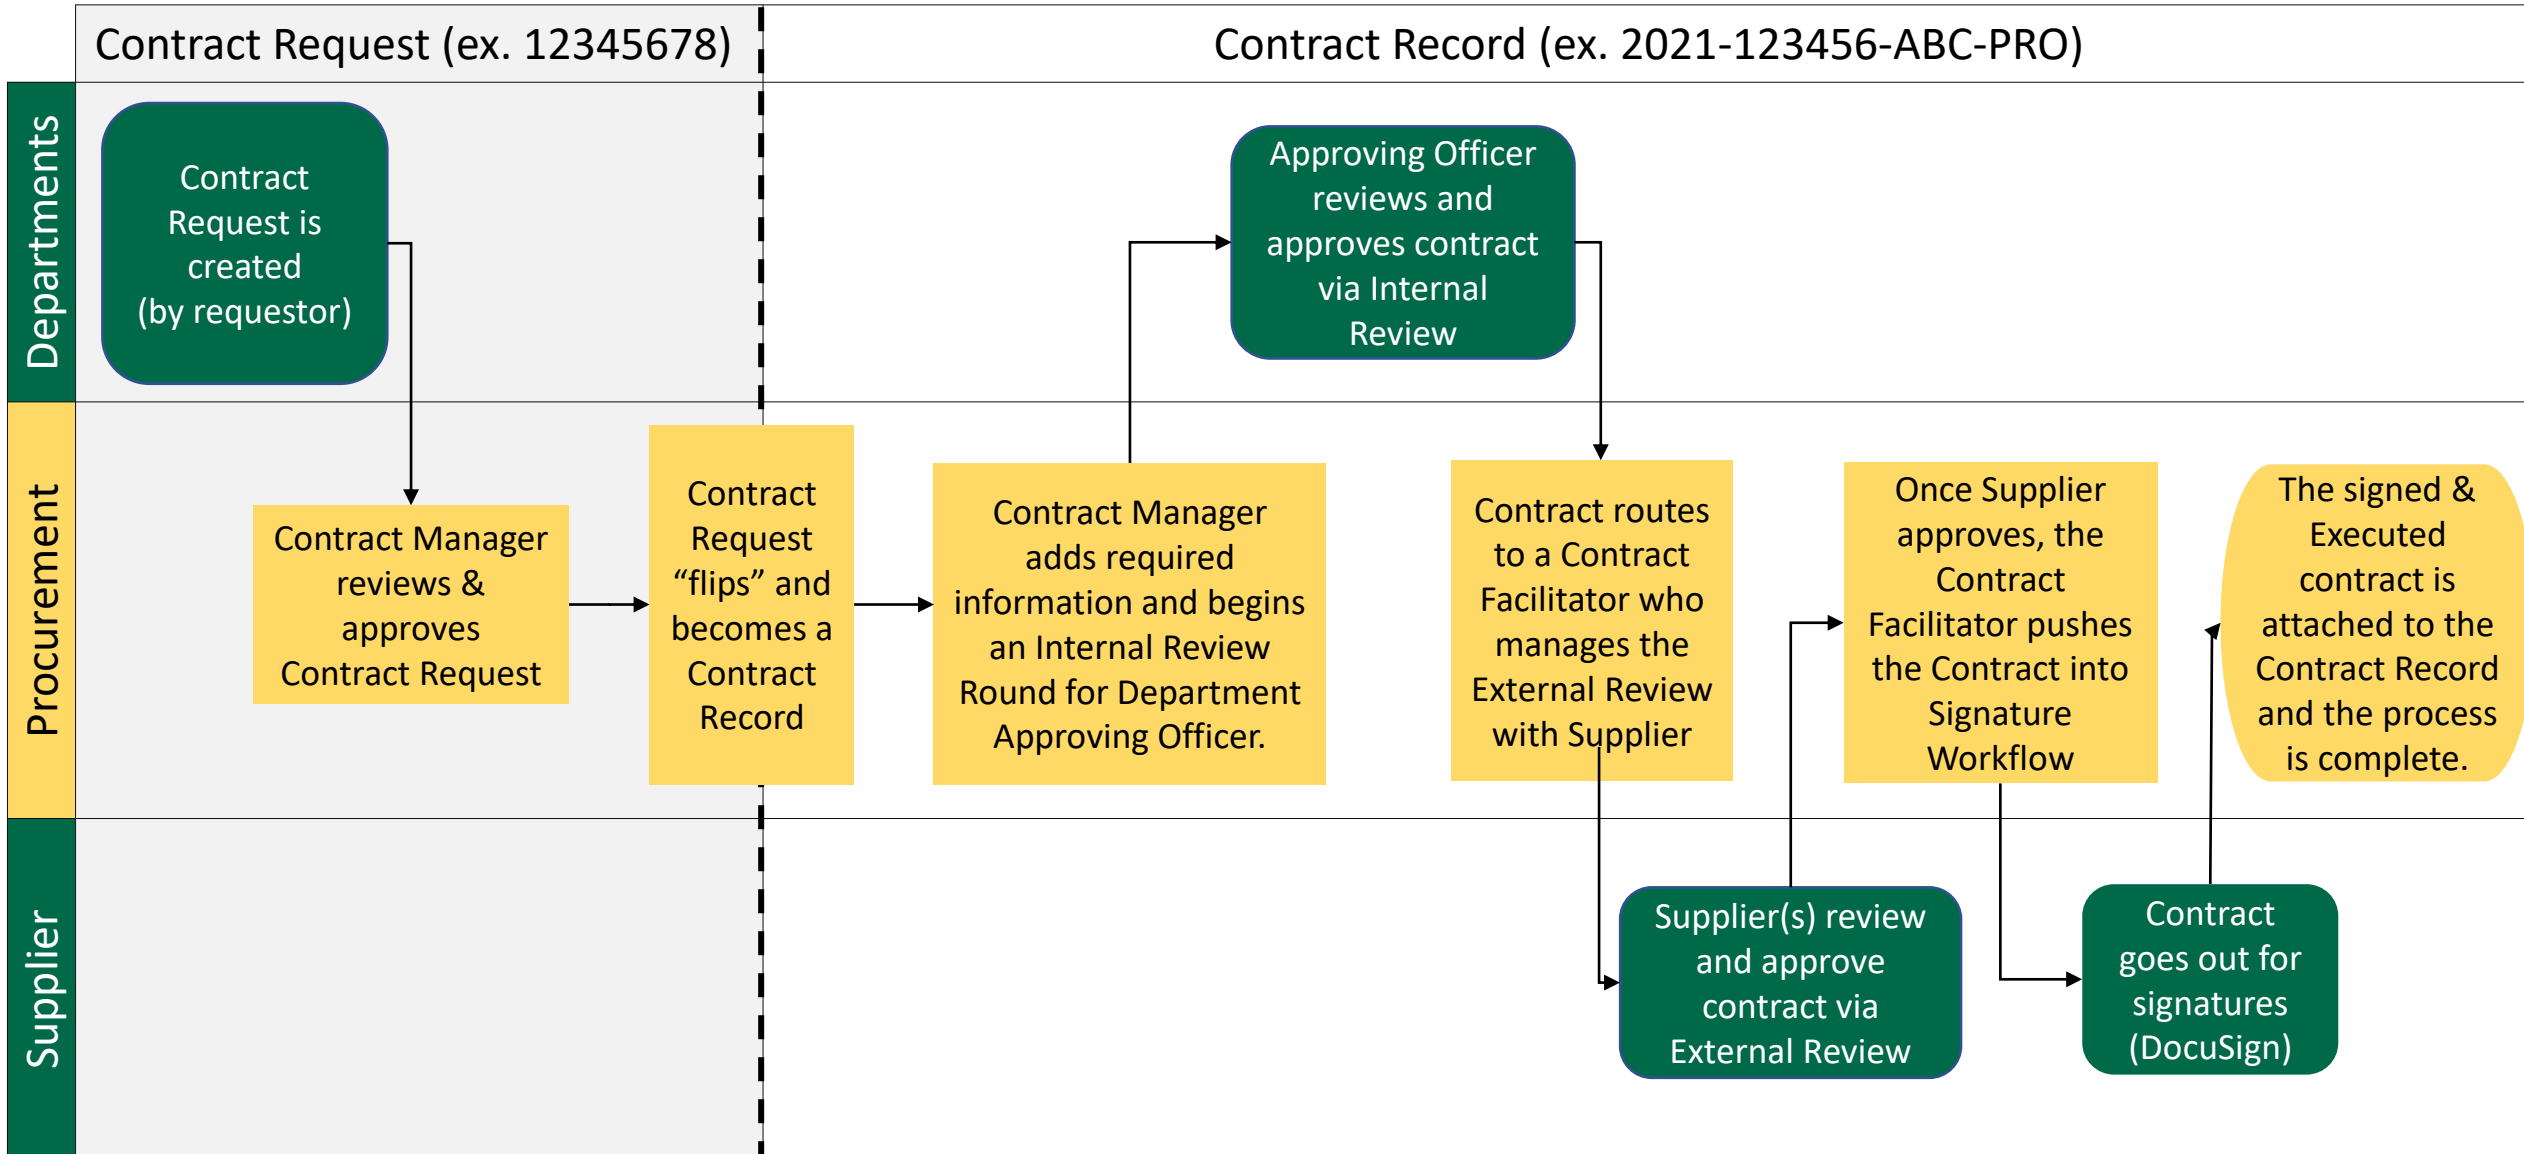 Contract Request (ex. 12345678)
Contract Record (ex. 2021-123456-ABC-PRO)
Departments
Contract
Request is
created
(by requestor)
Approving Officer
reviews and
approves contract
via Internal
Review
Procurement
Contract Manager
reviews &
approves
Contract Request
Contract
Request
“flips” and
becomes a
Contract
Record
Contract Manager
adds required
information and begins
an Internal Review
Round for Department
Approving Officer.
Contract routes
to a Contract
Facilitator who
manages the
External Review
with Supplier
Once Supplier
approves, the
Contract
Facilitator pushes
the Contract into
Signature
Workflow
The signed &
Executed
contract is
attached to the
Contract Record
and the process
is complete.
Supplier
Supplier(s) review
and approve
contract via
External Review
Contract
goes out for
signatures
(DocuSign)